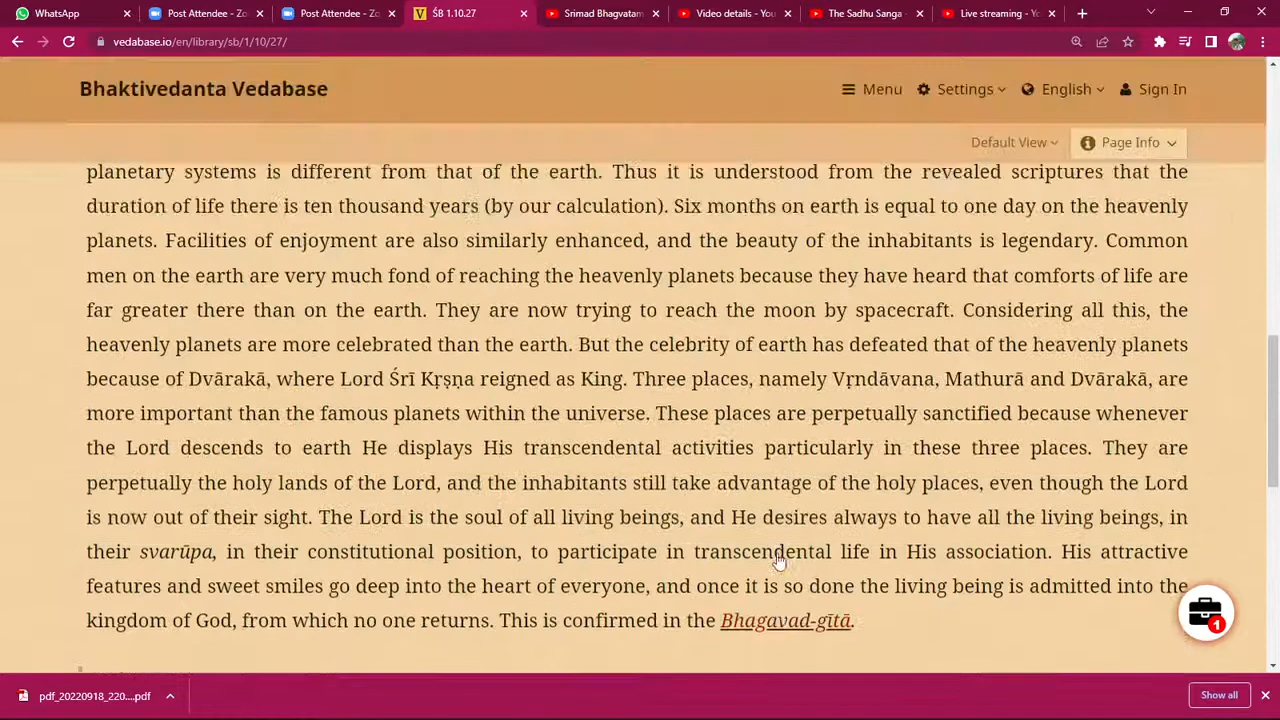 WhatsApp
Post Attendee - Zo
Post Attendee - Zo
ŚB 1.10.27
Srimad Bhagvatam
Video details - You
The Sadhu Sanga -
Live streaming - Yo
vedabase.io/en/library/sb/1/10/27/
Bhaktivedanta Vedabase
Menu
Settings
English
Sign In
Default View
Page Info
planetary systems is different from that of the earth. Thus it is understood from the revealed scriptures that the
duration of life there is ten thousand years (by our calculation). Six months on earth is equal to one day on the heavenly
planets. Facilities of enjoyment are also similarly enhanced, and the beauty of the inhabitants is legendary. Common
men on the earth are very much fond of reaching the heavenly planets because they have heard that comforts of life are
far greater there than on the earth. They are now trying to reach the moon by spacecraft. Considering all this, the
heavenly planets are more celebrated than the earth. But the celebrity of earth has defeated that of the heavenly planets
because of Dvārakā, where Lord Śrī Kṛṣṇa reigned as King. Three places, namely Vṛndāvana, Mathurā and Dvārakā, are
more important than the famous planets within the universe. These places are perpetually sanctified because whenever
the Lord descends to earth He displays His transcendental activities particularly in these three places. They are
perpetually the holy lands of the Lord, and the inhabitants still take advantage of the holy places, even though the Lord
is now out of their sight. The Lord is the soul of all living beings, and He desires always to have all the living beings, in
their svarūpa, in their constitutional position, to participate in transcendental life in His association. His attractive
features and sweet smiles go deep into the heart of everyone, and once it is so done the living being is admitted into the
kingdom of God, from which no one returns. This is confirmed in the Bhagavad-gītā.
1
pdf_20220918_220....pdf
Show all